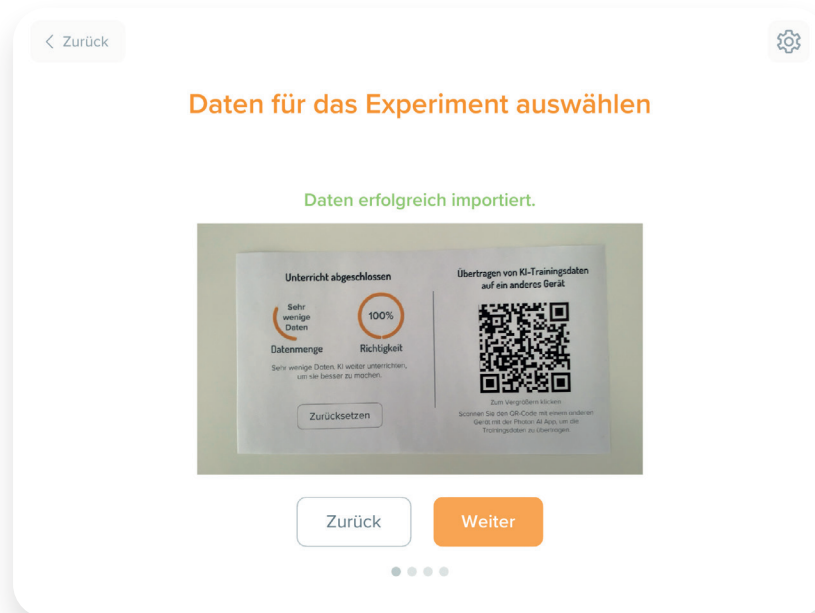 Zurück
Daten für das Experiment auswählen
Daten erfolgreich importiert.
Unterricht abgeschlossen
Sehr
wenige
Daten
100%
Datenmenge
Richtigkeit
Sehr wenige Daten. KI weiter unterrichten,
um sie besser zu machen.
Zurücksetzen
Übertragen von KI-Trainingsdaten
auf ein anderes Gerät
Zum Vergrößern klicken
Scannen Sie den QR-Code mit einem anderen
Gerät mit der Photon AI App, um die
Trainingsdaten zu übertragen.
Zurück
Weiter